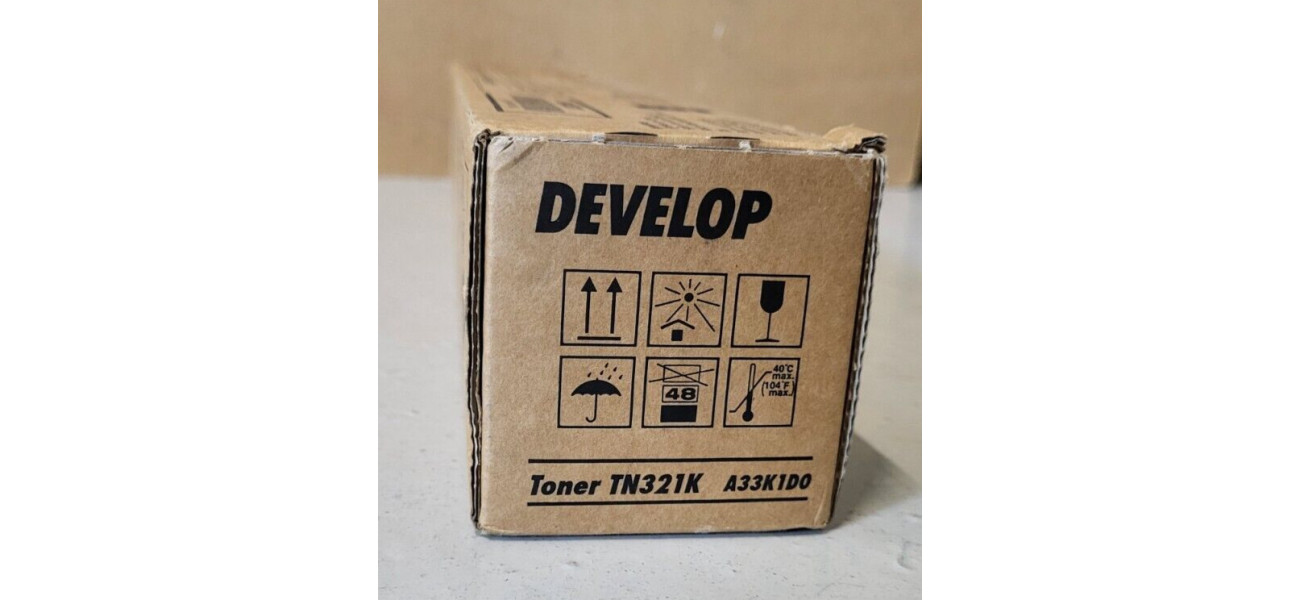 DEVELOP
48
40°C
max.
(104°F
max.)
Toner TN321K A33K1D0